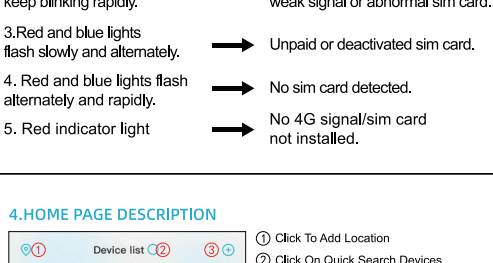 keep blinking rapidly.
weak signal or abnormal sim card.
3.Red and blue lights
flash slowly and alternately.
Unpaid or deactivated sim card.
4. Red and blue lights flash
alternately and rapidly.
No sim card detected.
5. Red indicator light
No 4G signal/sim card
not installed.
4.HOME PAGE DESCRIPTION
① Device list ② ③
① Click To Add Location
② Click On Quick Search Devices